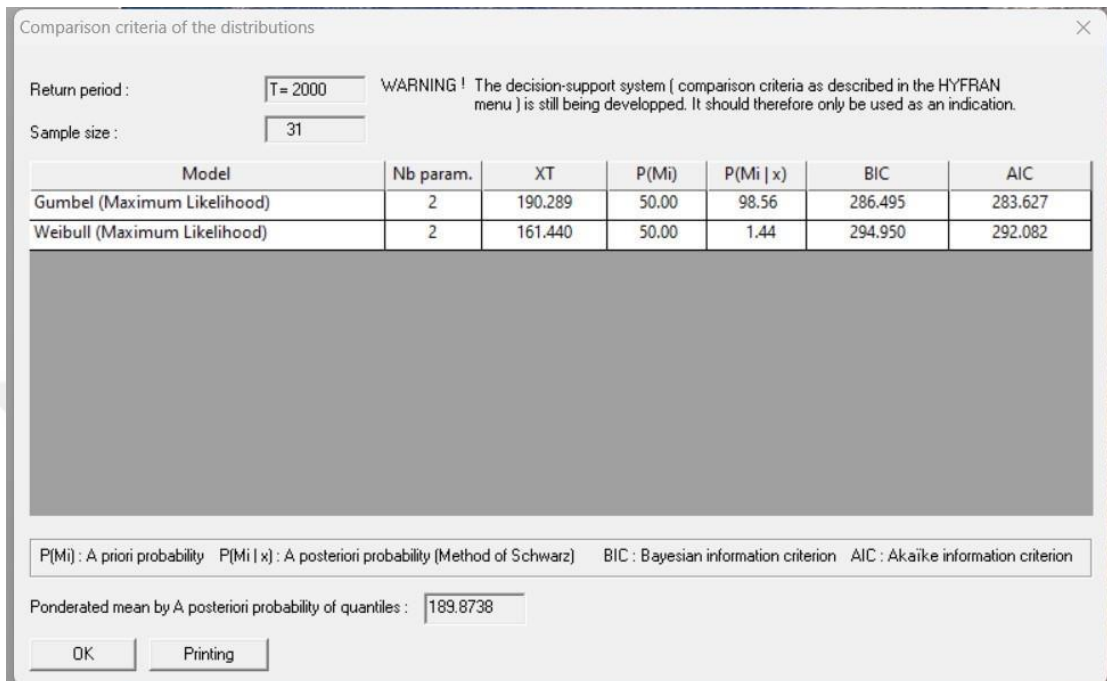 Comparison criteria of the distributions
Return period :
T= 2000
WARNING ! The decision-support system ( comparison criteria as described in the HYFRAN
menu ) is still being developped. It should therefore only be used as an indication.
Sample size :
31
Model Nb param. XT P(Mi) P(Mi | x) BIC AIC
Gumbel (Maximum Likelihood) 2 190.289 50.00 98.56 286.495 283.627
Weibull (Maximum Likelihood) 2 161.440 50.00 1.44 294.950 292.082
P(Mi) : A priori probability P(Mi | x) : A posteriori probability (Method of Schwarz) BIC : Bayesian information criterion AIC : Akaïke information criterion
Ponderated mean by A posteriori probability of quantiles : 189.8738
OK Printing